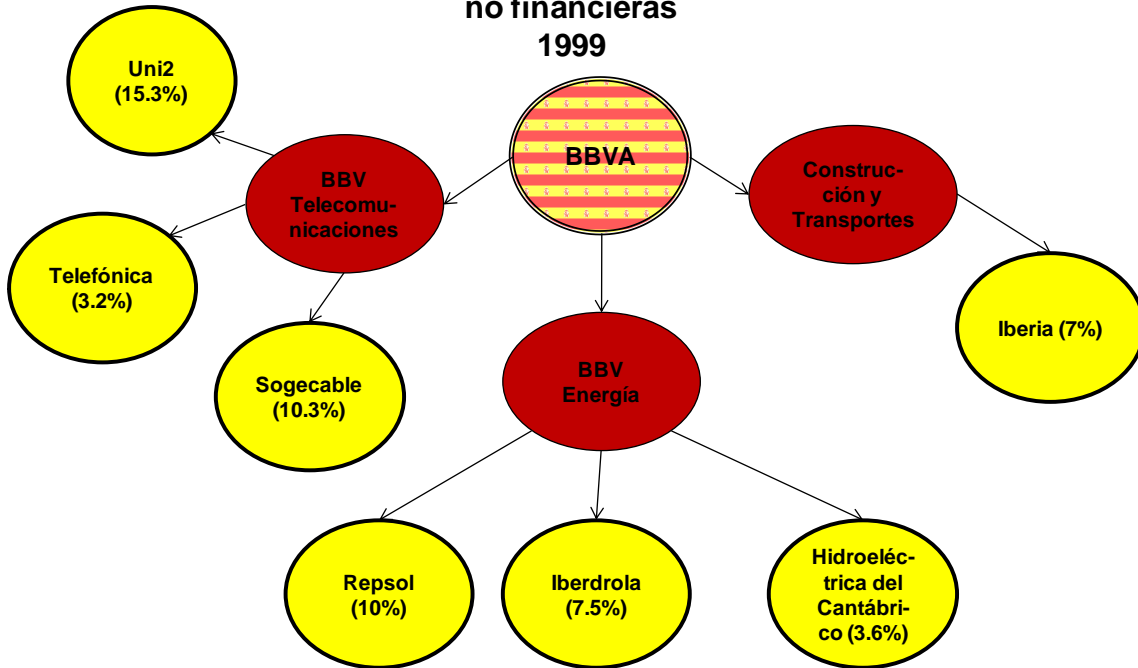 no financieras
1999
Uni2
(15.3%)
BBVA
BBV
Telecomu-
nicaciones
Construc-
ción y
Transportes
Telefónica
(3.2%)
Sogecable
(10.3%)
BBV
Energía
Iberia (7%)
Repsol
(10%)
Iberdrola
(7.5%)
Hidroeléc-
trica del
Cantábri-
co (3.6%)